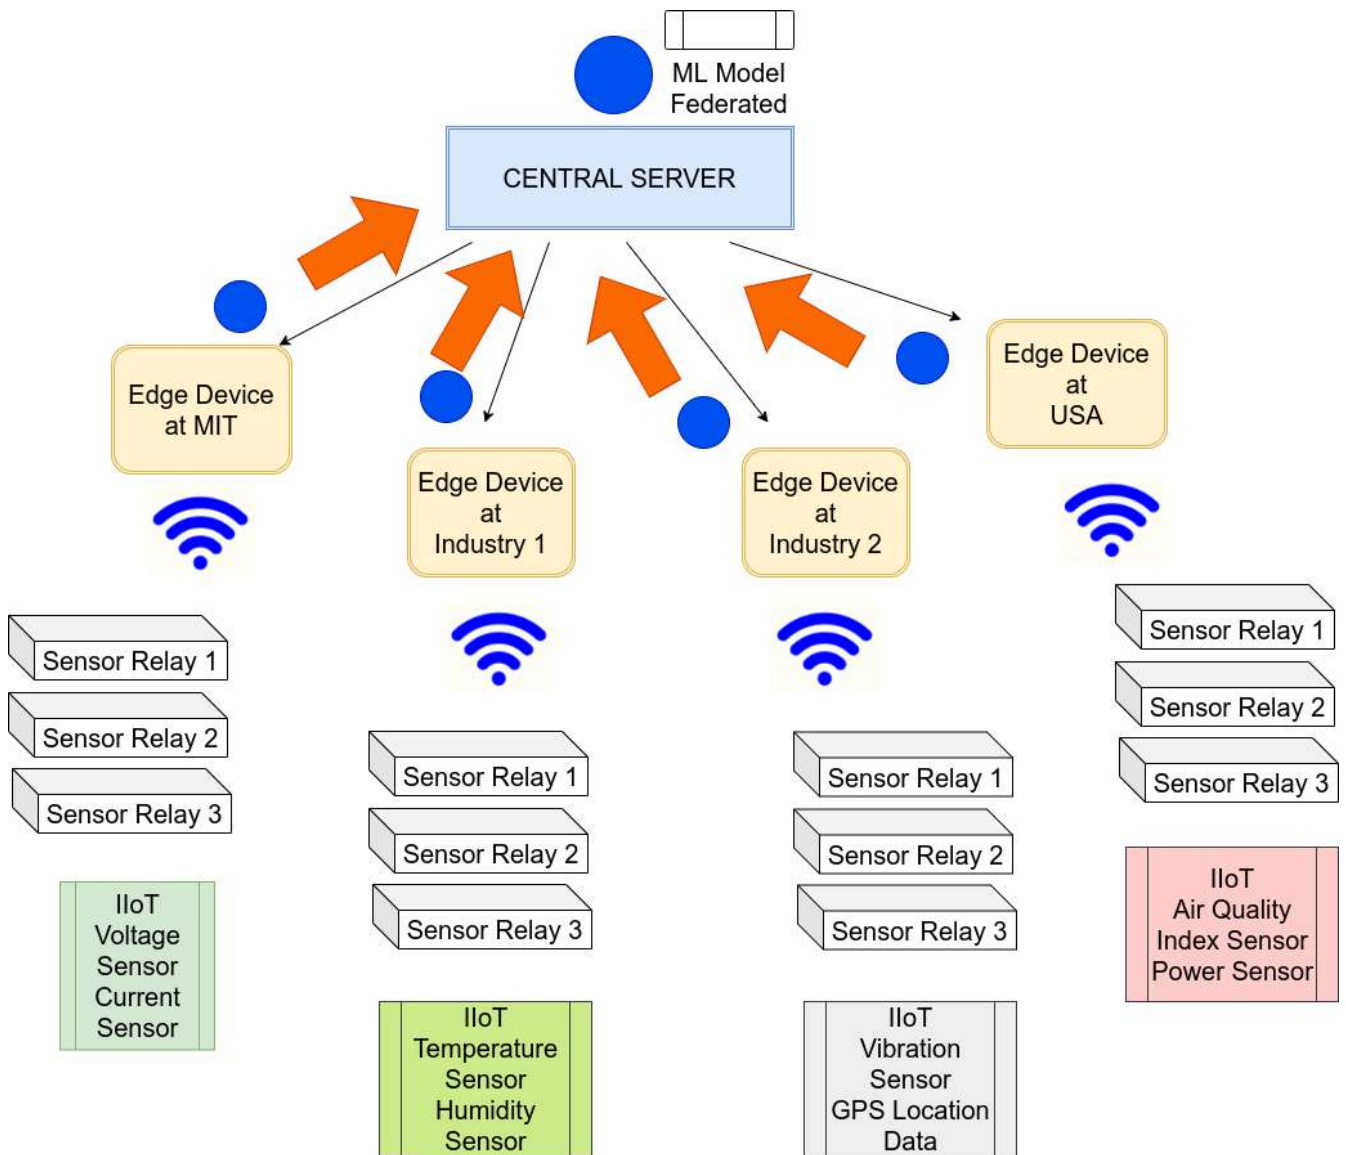 ML Model
Federated
CENTRAL SERVER
Edge Device
at MIT
Edge Device
at
Industry 1
Edge Device
at
Industry 2
Edge Device
at
USA
Sensor Relay 1
Sensor Relay 2
Sensor Relay 3
Sensor Relay 1
Sensor Relay 2
Sensor Relay 3
Sensor Relay 1
Sensor Relay 2
Sensor Relay 3
Sensor Relay 1
Sensor Relay 2
Sensor Relay 3
IIoT
Voltage
Sensor
Current
Sensor
IIoT
Temperature
Sensor
Humidity
Sensor
IIoT
Vibration
Sensor
GPS Location
Data
IIoT
Air Quality
Index Sensor
Power Sensor